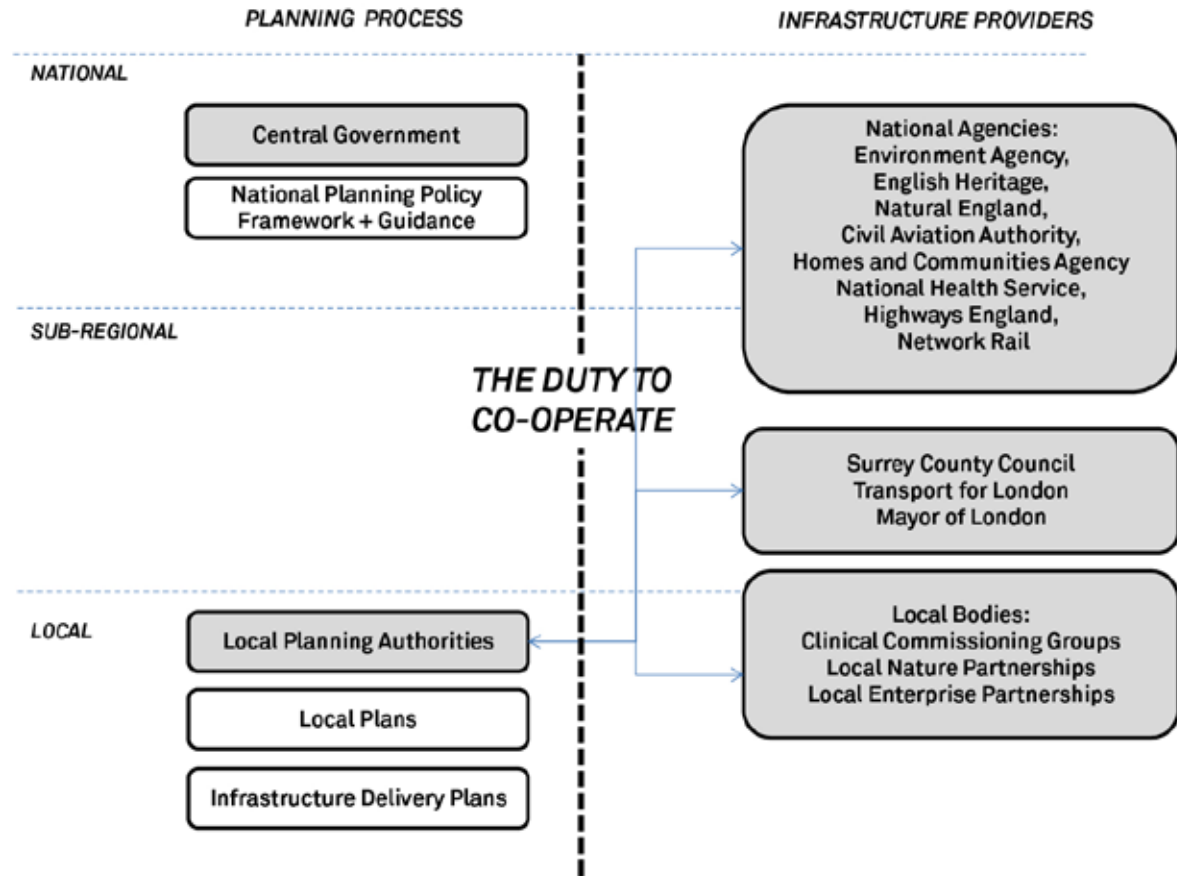 PLANNING PROCESS
INFRASTRUCTURE PROVIDERS
NATIONAL
Central Government
National Planning Policy
Framework + Guidance
National Agencies:
Environment Agency,
English Heritage,
Natural England,
Civil Aviation Authority,
Homes and Communities Agency
National Health Service,
Highways England,
Network Rail
SUB-REGIONAL
THE DUTY TO
CO-OPERATE
Surrey County Council
Transport for London
Mayor of London
LOCAL
Local Planning Authorities
Local Plans
Infrastructure Delivery Plans
Local Bodies:
Clinical Commissioning Groups
Local Nature Partnerships
Local Enterprise Partnerships